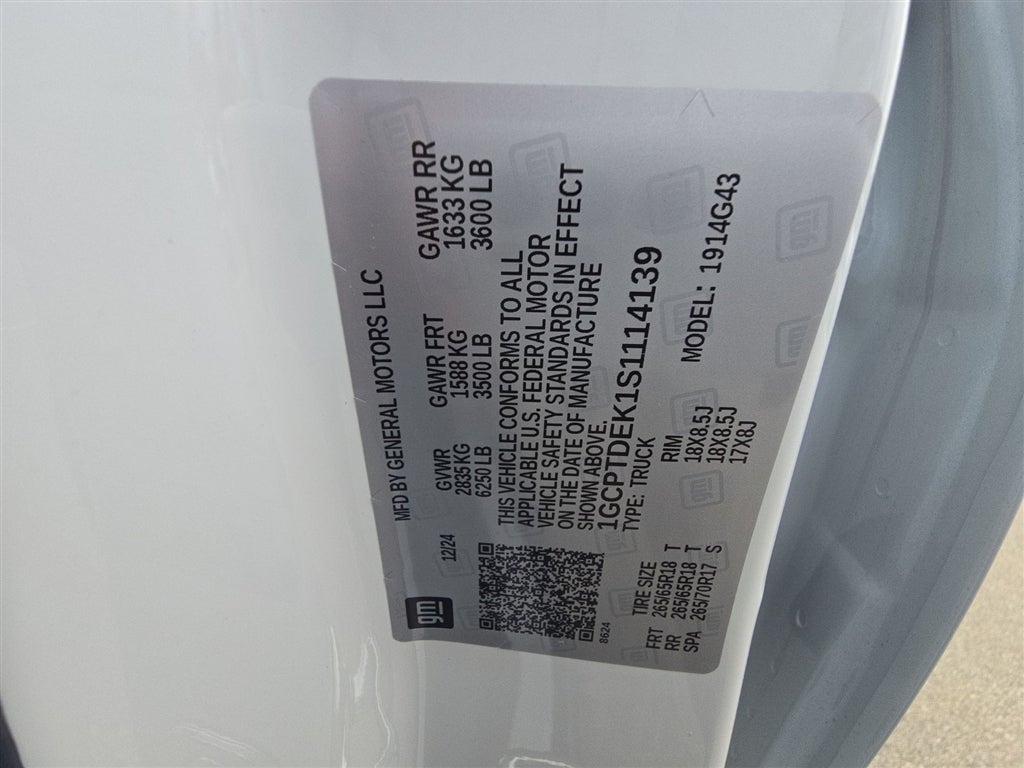 gm
MFD BY GENERAL MOTORS LLC
12/24
GVWR GAWR FRT GAWR RR
2835 KG 1588 KG 1633 KG
6250 LB 3500 LB 3600 LB
THIS VEHICLE CONFORMS TO ALL
APPLICABLE U.S. FEDERAL MOTOR
VEHICLE SAFETY STANDARDS IN EFFECT
ON THE DATE OF MANUFACTURE
SHOWN ABOVE.
8624
1GCPTDEK1S1114139
TYPE: TRUCK
TIRE SIZE RIM MODEL: 1914G43
FRT 265/65R18 T 18X8.5J
RR 265/65R18 T 18X8.5J
SPA 265/70R17 S 17X8J